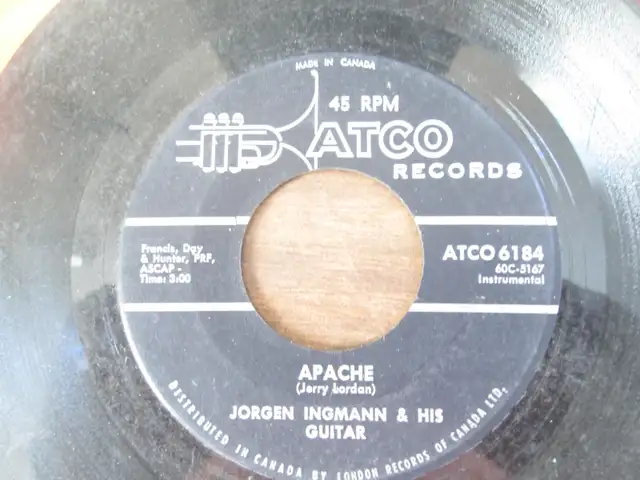 MADE IN CANADA
45 RPM
ATCO
RECORDS
Francis, Day
& Hunter, PRF,
ASCAP -
Time: 3:00
ATCO 6184
60C-5167
Instrumental
APACHE
(Jerry Lordan)
JORGEN INGMANN & HIS
GUITAR
DISTRIBUTED IN CANADA BY LONDON RECORDS OF CANADA LTD.